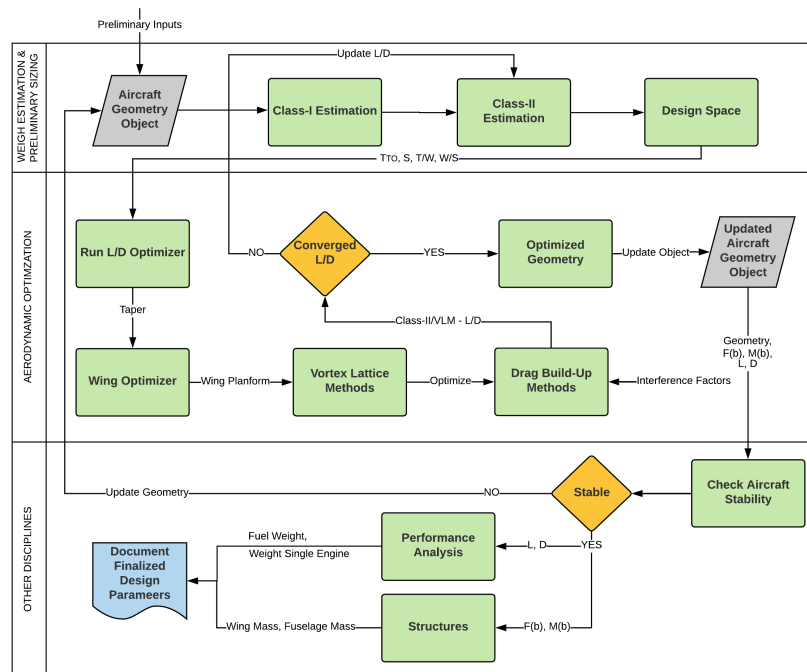 Preliminary Inputs
WEIGH ESTIMATION &
PRELIMINARY SIZING
Update L/D
Aircraft
Geometry
Object
Class-I Estimation
Class-II
Estimation
Design Space
TTO, S, T/W, W/S
AERODYNAMIC OPTIMZATION
Run L/D Optimizer
NO
Converged
L/D
YES
Optimized
Geometry
Update Object
Updated
Aircraft
Geometry
Object
Taper
Class-II/VLM - L/D
Geometry,
F(b), M(b),
L, D
Wing Optimizer
Wing Planform
Vortex Lattice
Methods
Optimize
Drag Build-Up
Methods
Interference Factors
OTHER DISCIPLINES
Update Geometry
NO
Stable
Check Aircraft
Stability
Document
Finalized
Design
Parameers
Fuel Weight,
Weight Single Engine
Performance
Analysis
L, D
YES
Wing Mass, Fuselage Mass
Structures
F(b), M(b)